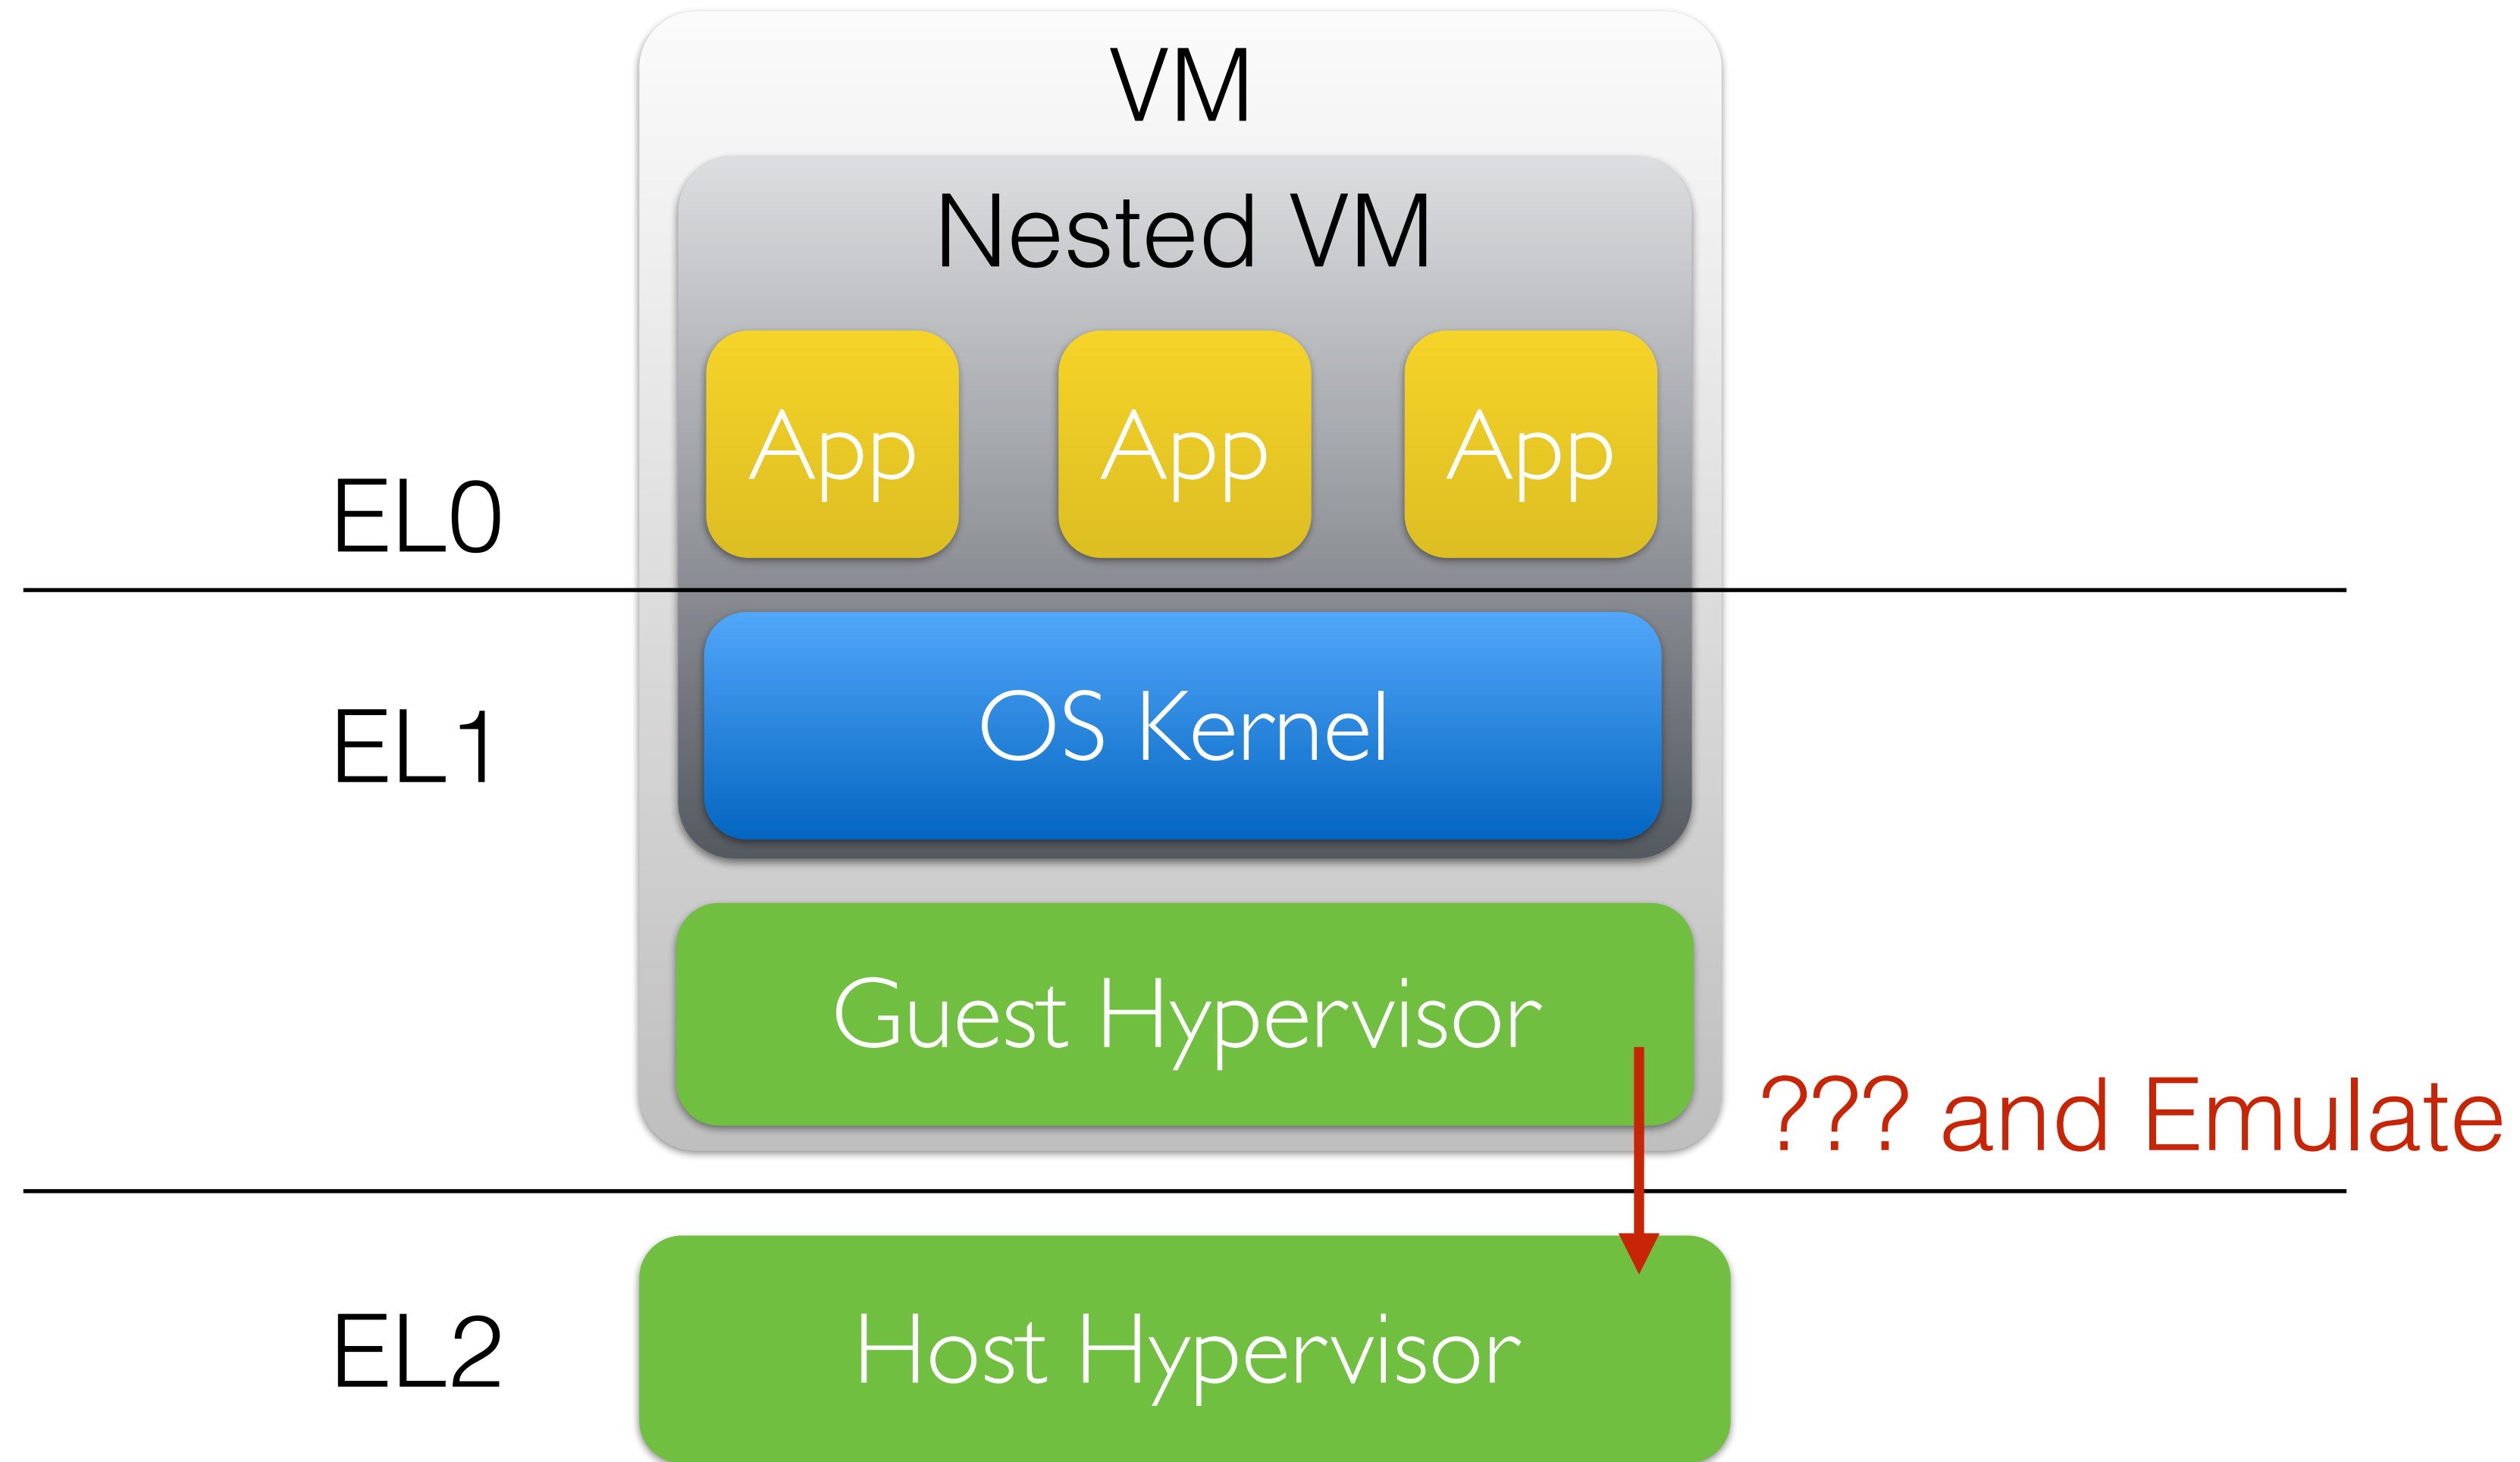 VM
Nested VM
App App App
EL0
OS Kernel
EL1
Guest Hypervisor
??? and Emulate
Host Hypervisor
EL2